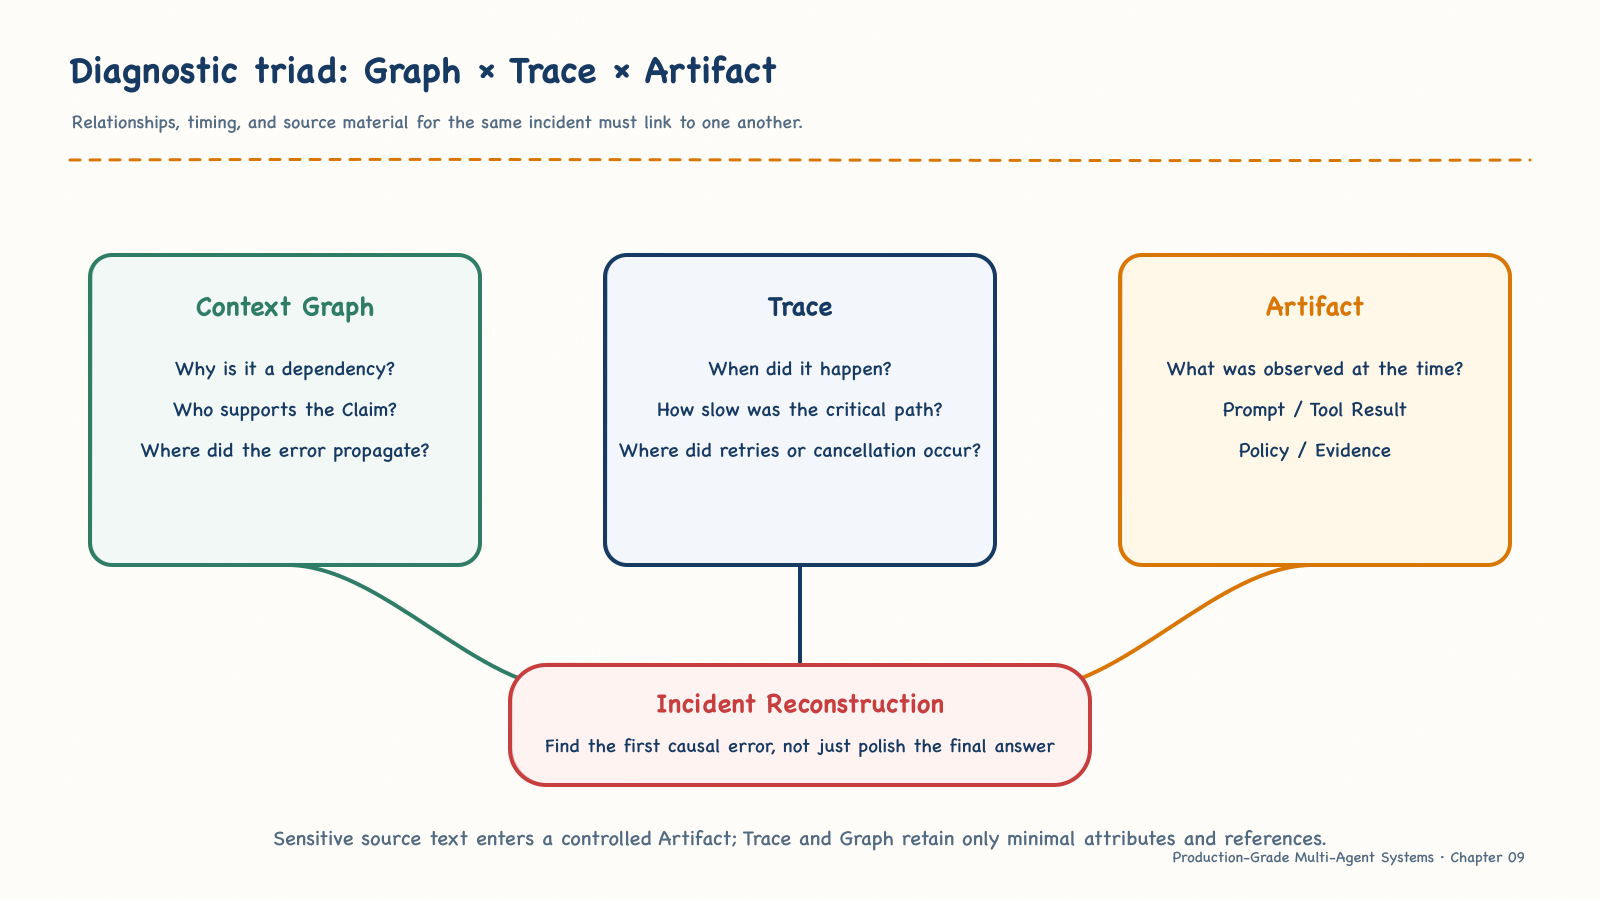 Diagnostic triad: Graph × Trace × Artifact
Relationships, timing, and source material for the same incident must link to one another.
Context Graph
Why is it a dependency?
Who supports the Claim?
Where did the error propagate?
Trace
When did it happen?
How slow was the critical path?
Where did retries or cancellation occur?
Artifact
What was observed at the time?
Prompt / Tool Result
Policy / Evidence
Incident Reconstruction
Find the first causal error, not just polish the final answer
Sensitive source text enters a controlled Artifact; Trace and Graph retain only minimal attributes and references.
Production-Grade Multi-Agent Systems · Chapter 09